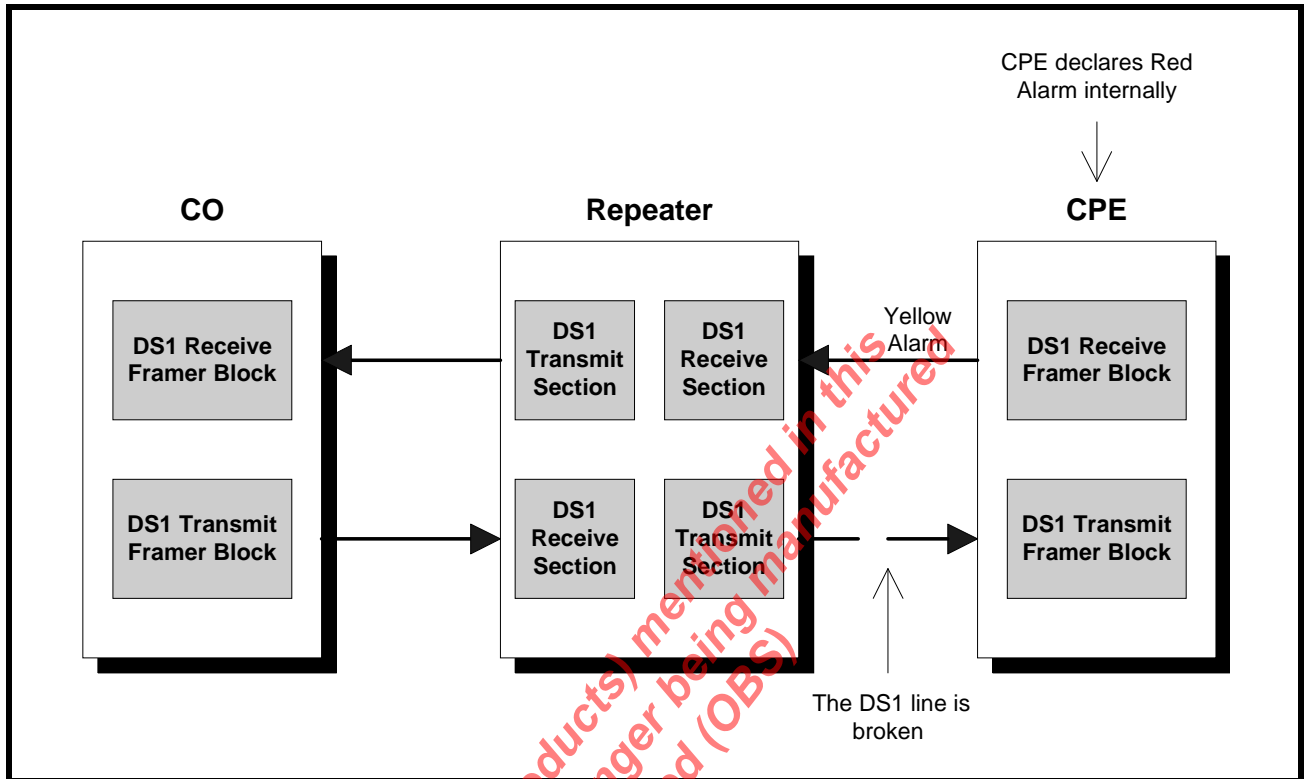 CPE declares Red
Alarm internally
CO
Repeater
CPE
DS1 Receive
Framer Block
DS1
Transmit
Section
DS1
Receive
Section
Yellow
Alarm
DS1 Receive
Framer Block
DS1 Transmit
Framer Block
DS1
Receive
Section
DS1
Transmit
Section
DS1 Transmit
Framer Block
The DS1 line is
broken
mentioned in this
being manufactured
(OBS)